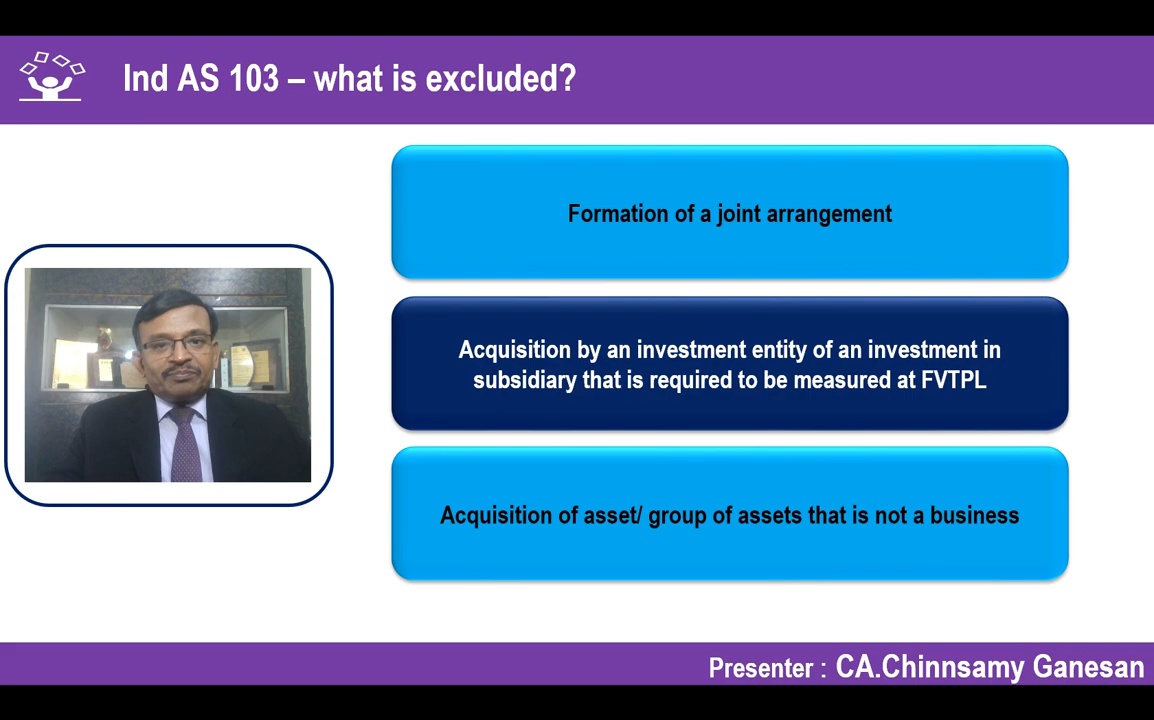 Ind AS 103 – what is excluded?
Formation of a joint arrangement
Acquisition by an investment entity of an investment in
subsidiary that is required to be measured at FVTPL
Acquisition of asset/ group of assets that is not a business
Presenter : CA.Chinnsamy Ganesan